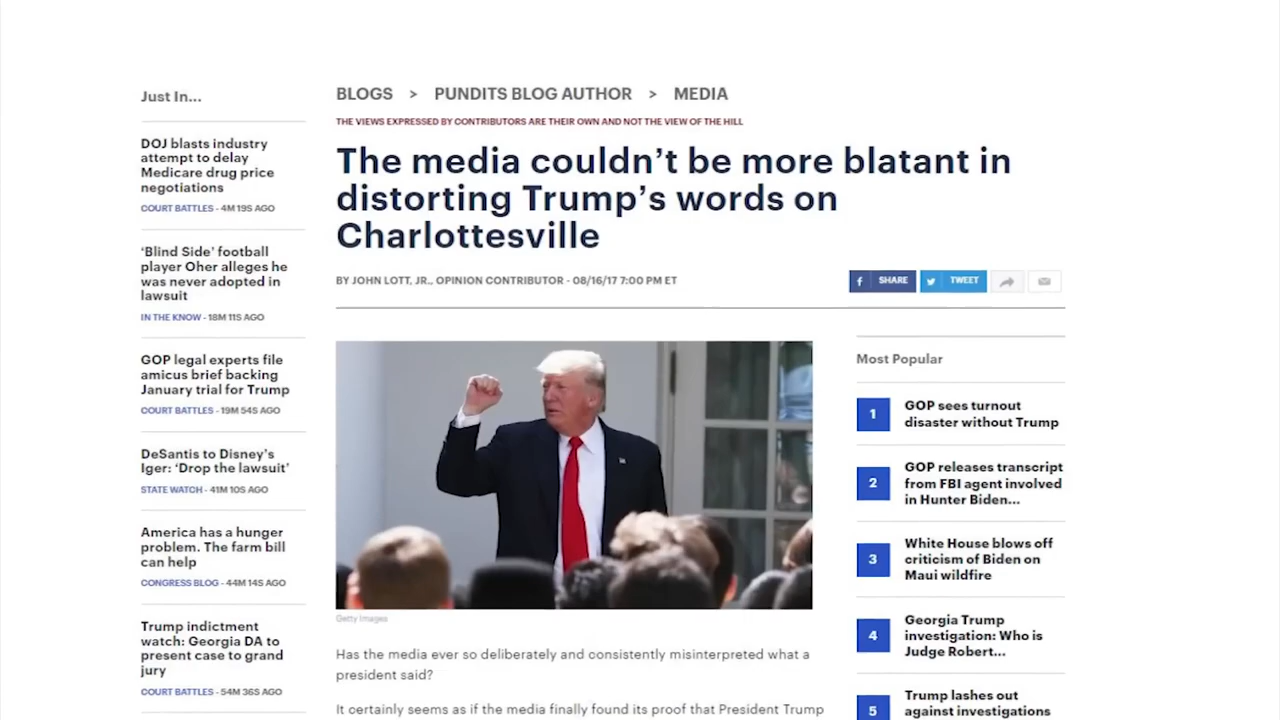 Just In...
DOJ blasts industry
attempt to delay
Medicare drug price
negotiations
COURT BATTLES - 4M 19S AGO
‘Blind Side’ football
player Oher alleges he
was never adopted in
lawsuit
IN THE KNOW - 18M 11S AGO
GOP legal experts file
amicus brief backing
January trial for Trump
COURT BATTLES - 19M 54S AGO
DeSantis to Disney’s
Iger: ‘Drop the lawsuit’
STATE WATCH - 41M 10S AGO
America has a hunger
problem. The farm bill
can help
CONGRESS BLOG - 44M 14S AGO
Trump indictment
watch: Georgia DA to
present case to grand
jury
COURT BATTLES - 54M 36S AGO
BLOGS > PUNDITS BLOG AUTHOR > MEDIA
THE VIEWS EXPRESSED BY CONTRIBUTORS ARE THEIR OWN AND NOT THE VIEW OF THE HILL
The media couldn’t be more blatant in
distorting Trump’s words on
Charlottesville
BY JOHN LOTT, JR., OPINION CONTRIBUTOR - 08/16/17 7:00 PM ET
f SHARE TWEET
Getty Images
Has the media ever so deliberately and consistently misinterpreted what a
president said?
It certainly seems as if the media finally found its proof that President Trump
Most Popular
1 GOP sees turnout
disaster without Trump
2 GOP releases transcript
from FBI agent involved
in Hunter Biden...
3 White House blows off
criticism of Biden on
Maui wildfire
4 Georgia Trump
investigation: Who is
Judge Robert...
5 Trump lashes out
against investigations